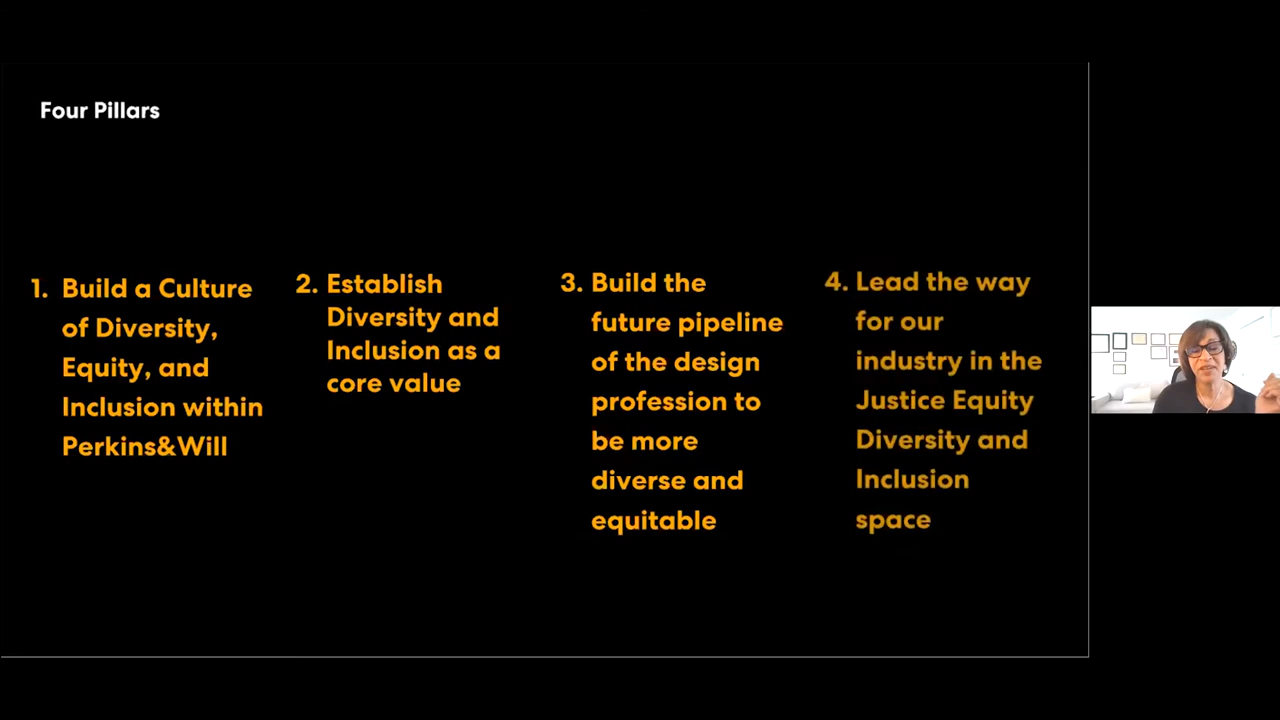 Four Pillars
1. Build a Culture
of Diversity,
Equity, and
Inclusion within
Perkins&Will
2. Establish
Diversity and
Inclusion as a
core value
3. Build the
future pipeline
of the design
profession to
be more
diverse and
equitable
4. Lead the way
for our
industry in the
Justice Equity
Diversity and
Inclusion
space